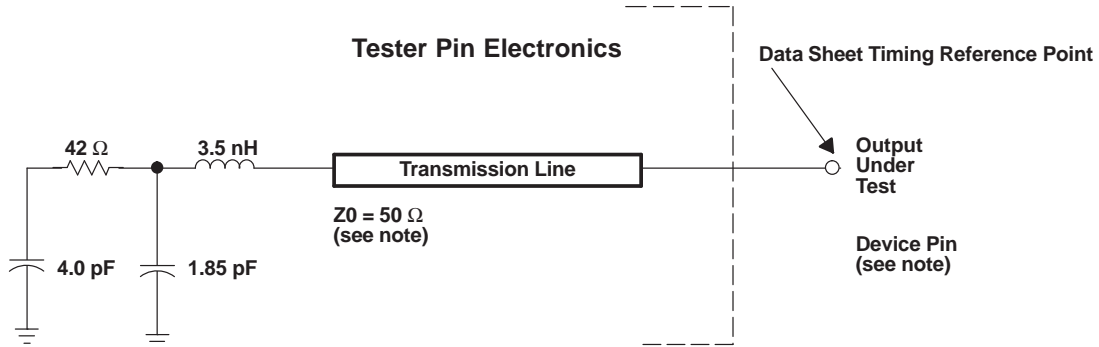 Tester Pin Electronics
Data Sheet Timing Reference Point
42 Ω
3.5 nH
Transmission Line
Output
Under
Test
Z0 = 50 Ω
(see note)
Device Pin
(see note)
4.0 pF
1.85 pF